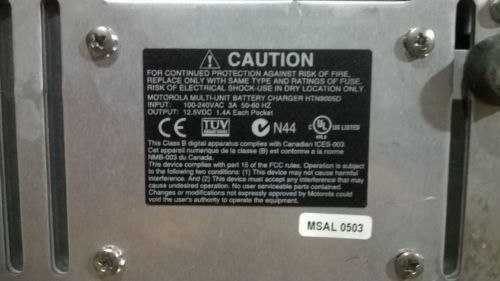 CAUTION
FOR CONTINUED PROTECTION AGAINST RISK OF FIRE,
REPLACE ONLY WITH SAME TYPE AND RATINGS OF FUSE.
RISK OF ELECTRICAL SHOCK-USE IN DRY LOCATION ONLY.
MOTOROLA MULTI-UNIT BATTERY CHARGER HTN9005D
INPUT: 100-240VAC 3A 50-60 HZ
OUTPUT: 12.5VDC 1.4A Each Pocket
CE TÜV N44 UL US LISTED
This Class B digital apparatus complies with Canadian ICES-003.
Cet appareil numerique de la classe (B) est conforme a la norme
NMB-003 du Canada.
This device complies with part 15 of the FCC rules. Operation is subject
to the following two conditions: (1) This device may not cause harmful
interference. And (2) This device must accept any interference that may
cause undesired operation. No user serviceable parts contained.
Changes or modifications not expressly approved by Motorola could
void the user's authority to operate the equipment.
MSAL 0503